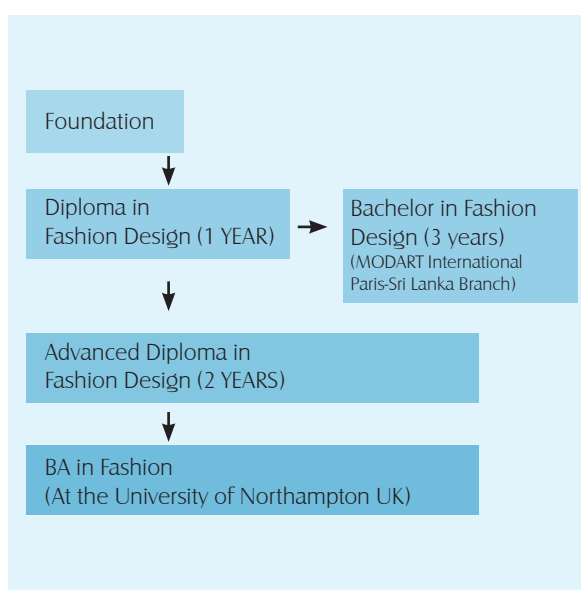 Foundation
Diploma in
Fashion Design (1 YEAR)
Bachelor in Fashion
Design (3 years)
(MODART International
Paris-Sri Lanka Branch)
Advanced Diploma in
Fashion Design (2 YEARS)
BA in Fashion
(At the University of Northampton UK)